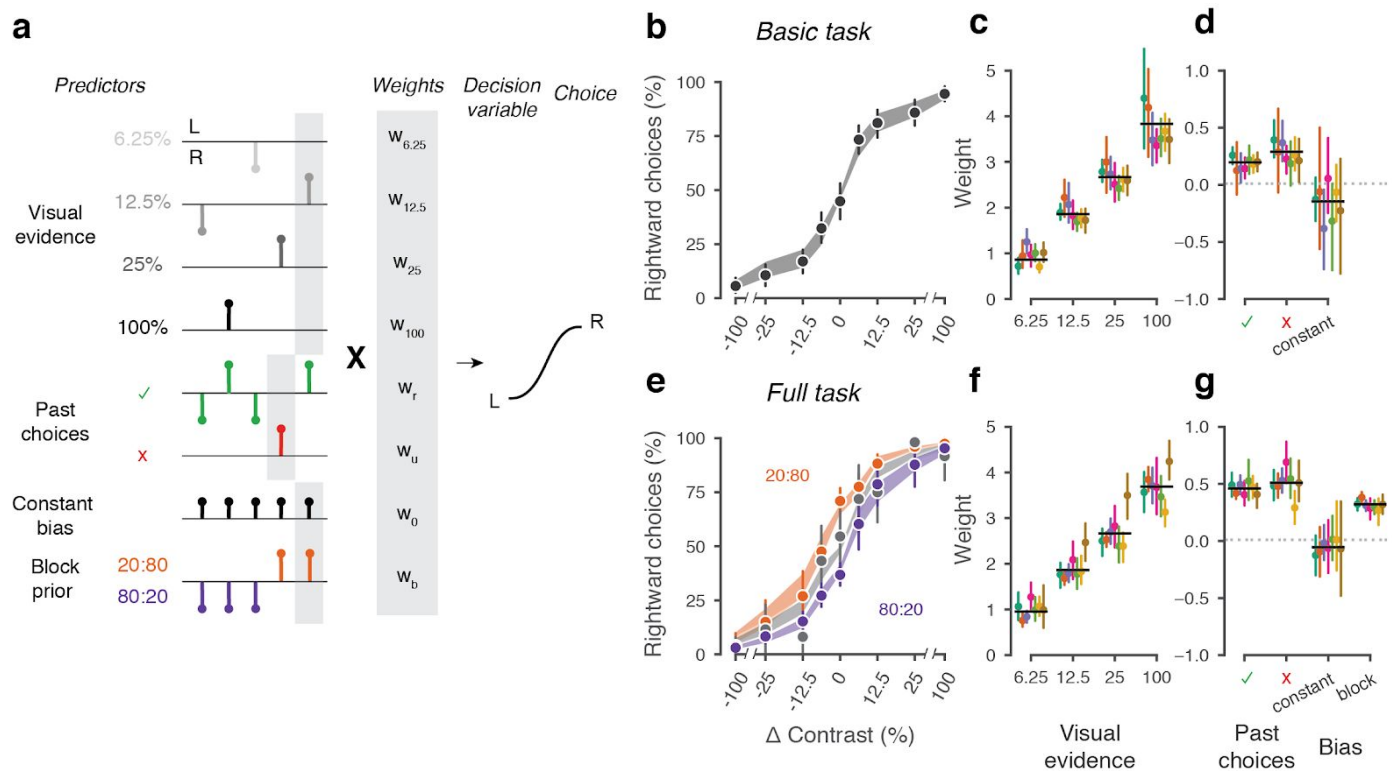 a
Predictors
Weights
Decision
variable
Choice
L
R
6.25%
12.5%
25%
100%
Visual
evidence
✓
X
Past
choices
Constant
bias
20:80
80:20
Block
prior
X
W6.25
W12.5
W25
W100
Wr
Wu
W0
Wb
L
R
b
Basic task
Rightward choices (%)
100
75
50
25
0
-100
-25
-12.5
0
12.5
25
100
c
Weight
5
4
3
2
1
0
6.25
12.5
25
100
d
1.0
0.5
0.0
−0.5
−1.0
✓
X
constant
e
Full task
Rightward choices (%)
100
75
50
25
0
20:80
80:20
-100
-25
-12.5
0
12.5
25
100
Δ Contrast (%)
f
Weight
5
4
3
2
1
0
6.25
12.5
25
100
Visual
evidence
g
1.0
0.5
0.0
−0.5
−1.0
✓
X
constant
block
Past
choices
Bias